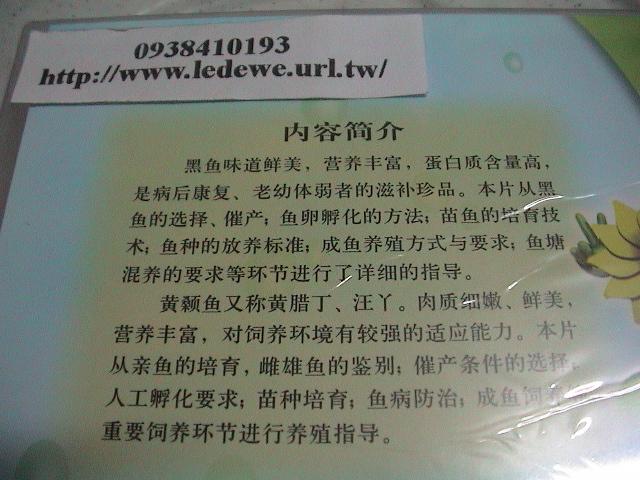 0938410193
http://www.ledewe.url.tw/
内容简介
黑鱼味道鲜美，营养丰富，蛋白质含量高，
是病后康复、老幼体弱者的滋补珍品。本片从黑
鱼的选择、催产；鱼卵孵化的方法；苗鱼的培育技
术；鱼种的放养标准；成鱼养殖方式与要求；鱼塘
混养的要求等环节进行了详细的指导。
黄颡鱼又称黄腊丁、汪丫。肉质细嫩、鲜美，
营养丰富，对饲养环境有较强的适应能力。本片
从亲鱼的培育，雌雄鱼的鉴别；催产条件的选择，
人工孵化要求；苗种培育；鱼病防治；成鱼饲养
重要饲养环节进行养殖指导。